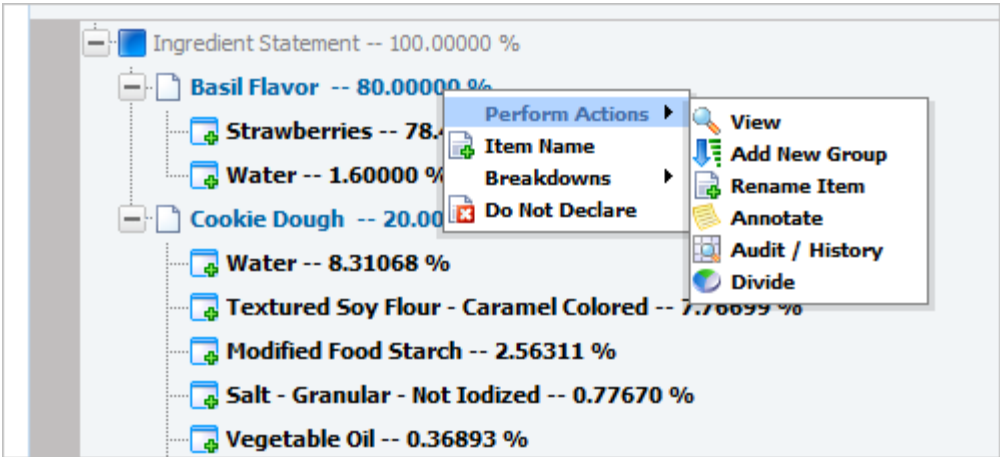 Ingredient Statement -- 100.00000 %
Basil Flavor -- 80.00000 %
Perform Actions
View
Strawberries -- 78.
Item Name
Add New Group
Water -- 1.60000 %
Breakdowns
Rename Item
Cookie Dough -- 20.00
Do Not Declare
Annotate
Water -- 8.31068 %
Audit / History
Divide
Textured Soy Flour - Caramel Colored -- 7.76699 %
Modified Food Starch -- 2.56311 %
Salt - Granular - Not Iodized -- 0.77670 %
Vegetable Oil -- 0.36893 %